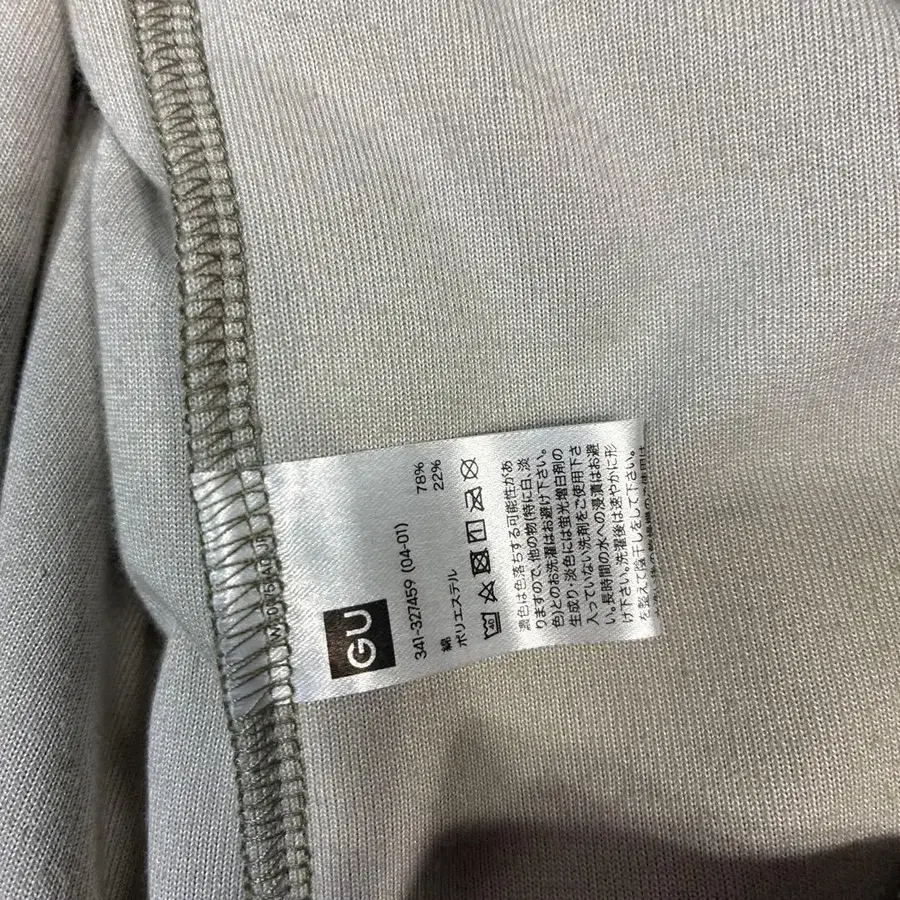 GU
341-327459 (04-01)
綿 78%
ポリエステル 22%
40
濃色は色落ちする可能性があ
りますので、他の物(特に白、淡
色)とのお洗濯はお避け下さい。
生成り・淡色には蛍光増白剤の
入っていない洗剤をご使用下さ
い。長時間の水への浸漬はお避
け下さい。洗濯後は速やかに形
を整えて陰干しをして下さい。